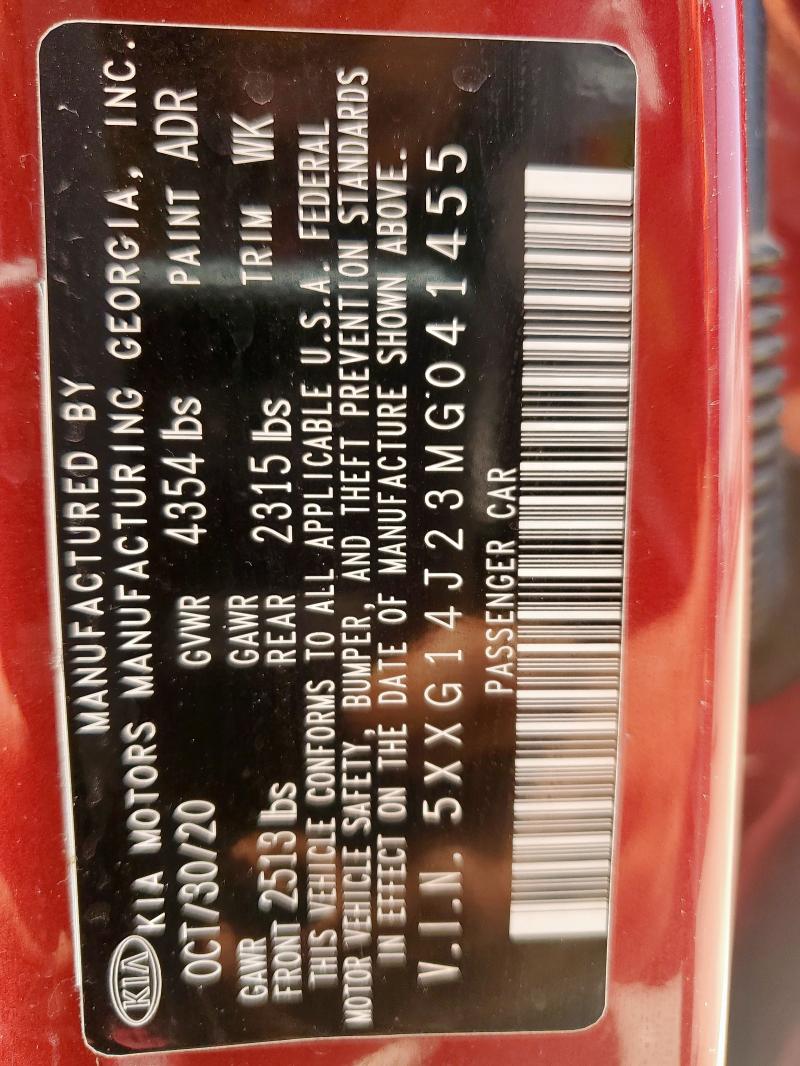 MANUFACTURED BY
KIA KIA MOTORS MANUFACTURING GEORGIA, INC.
OCT/30/20 GVWR 4354 lbs PAINT ADR
GAWR FRONT 2513 lbs GAWR REAR 2315 lbs TRIM WK
THIS VEHICLE CONFORMS TO ALL APPLICABLE U.S.A. FEDERAL
MOTOR VEHICLE SAFETY, BUMPER, AND THEFT PREVENTION STANDARDS
IN EFFECT ON THE DATE OF MANUFACTURE SHOWN ABOVE.
V.I.N. 5XXG14J23MG041455
PASSENGER CAR